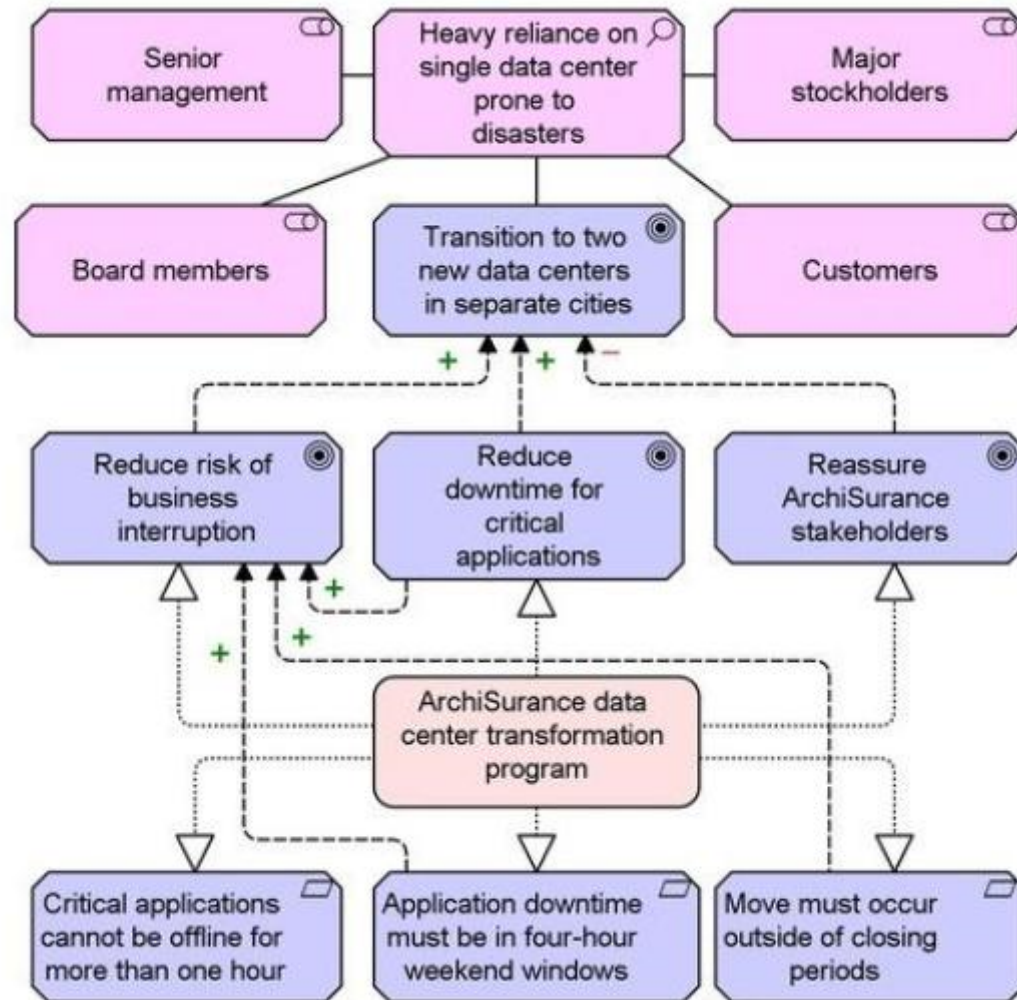 Senior
management
Heavy reliance on
single data center
prone to
disasters
Major
stockholders
Board members
Transition to two
new data centers
in separate cities
Customers
+
+
−
Reduce risk of
business
interruption
Reduce
downtime for
critical
applications
Reassure
ArchiSurance
stakeholders
+
+
+
ArchiSurance data
center transformation
program
Critical applications
cannot be offline for
more than one hour
Application downtime
must be in four-hour
weekend windows
Move must occur
outside of closing
periods